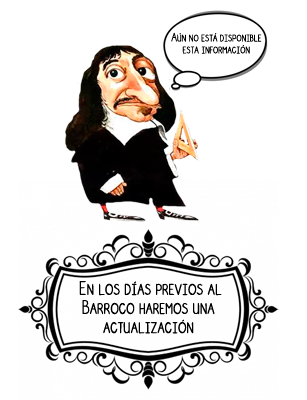 Aún no está disponible
esta información
En los días previos al
Barroco haremos una
actualización